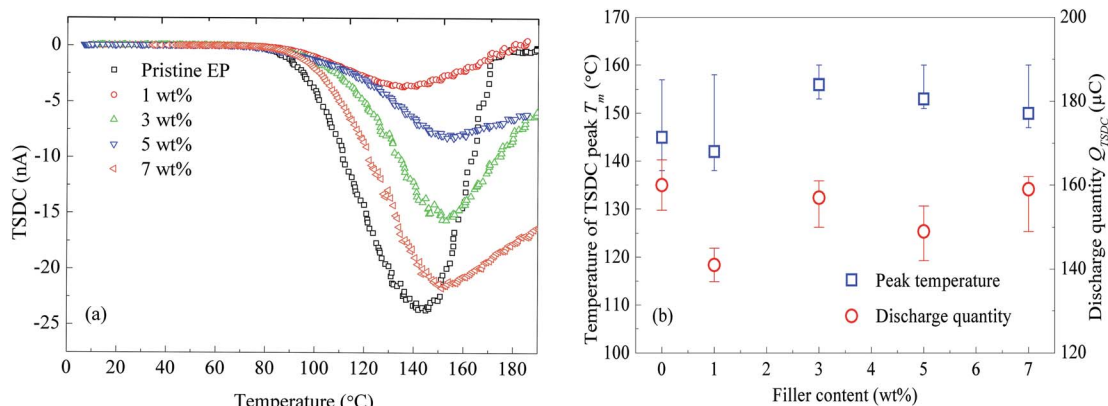 0
-5
-10
-15
-20
-25
TSDC (nA)
Pristine EP
1 wt%
3 wt%
5 wt%
7 wt%
(a)
0 20 40 60 80 100 120 140 160 180
Temperature (°C)
170
160
150
140
130
120
110
100
Temperature of TSDC peak Tm (°C)
200
180
160
140
120
Discharge quantity QTSDC (μC)
Peak temperature
Discharge quantity
(b)
0 1 2 3 4 5 6 7
Filler content (wt%)